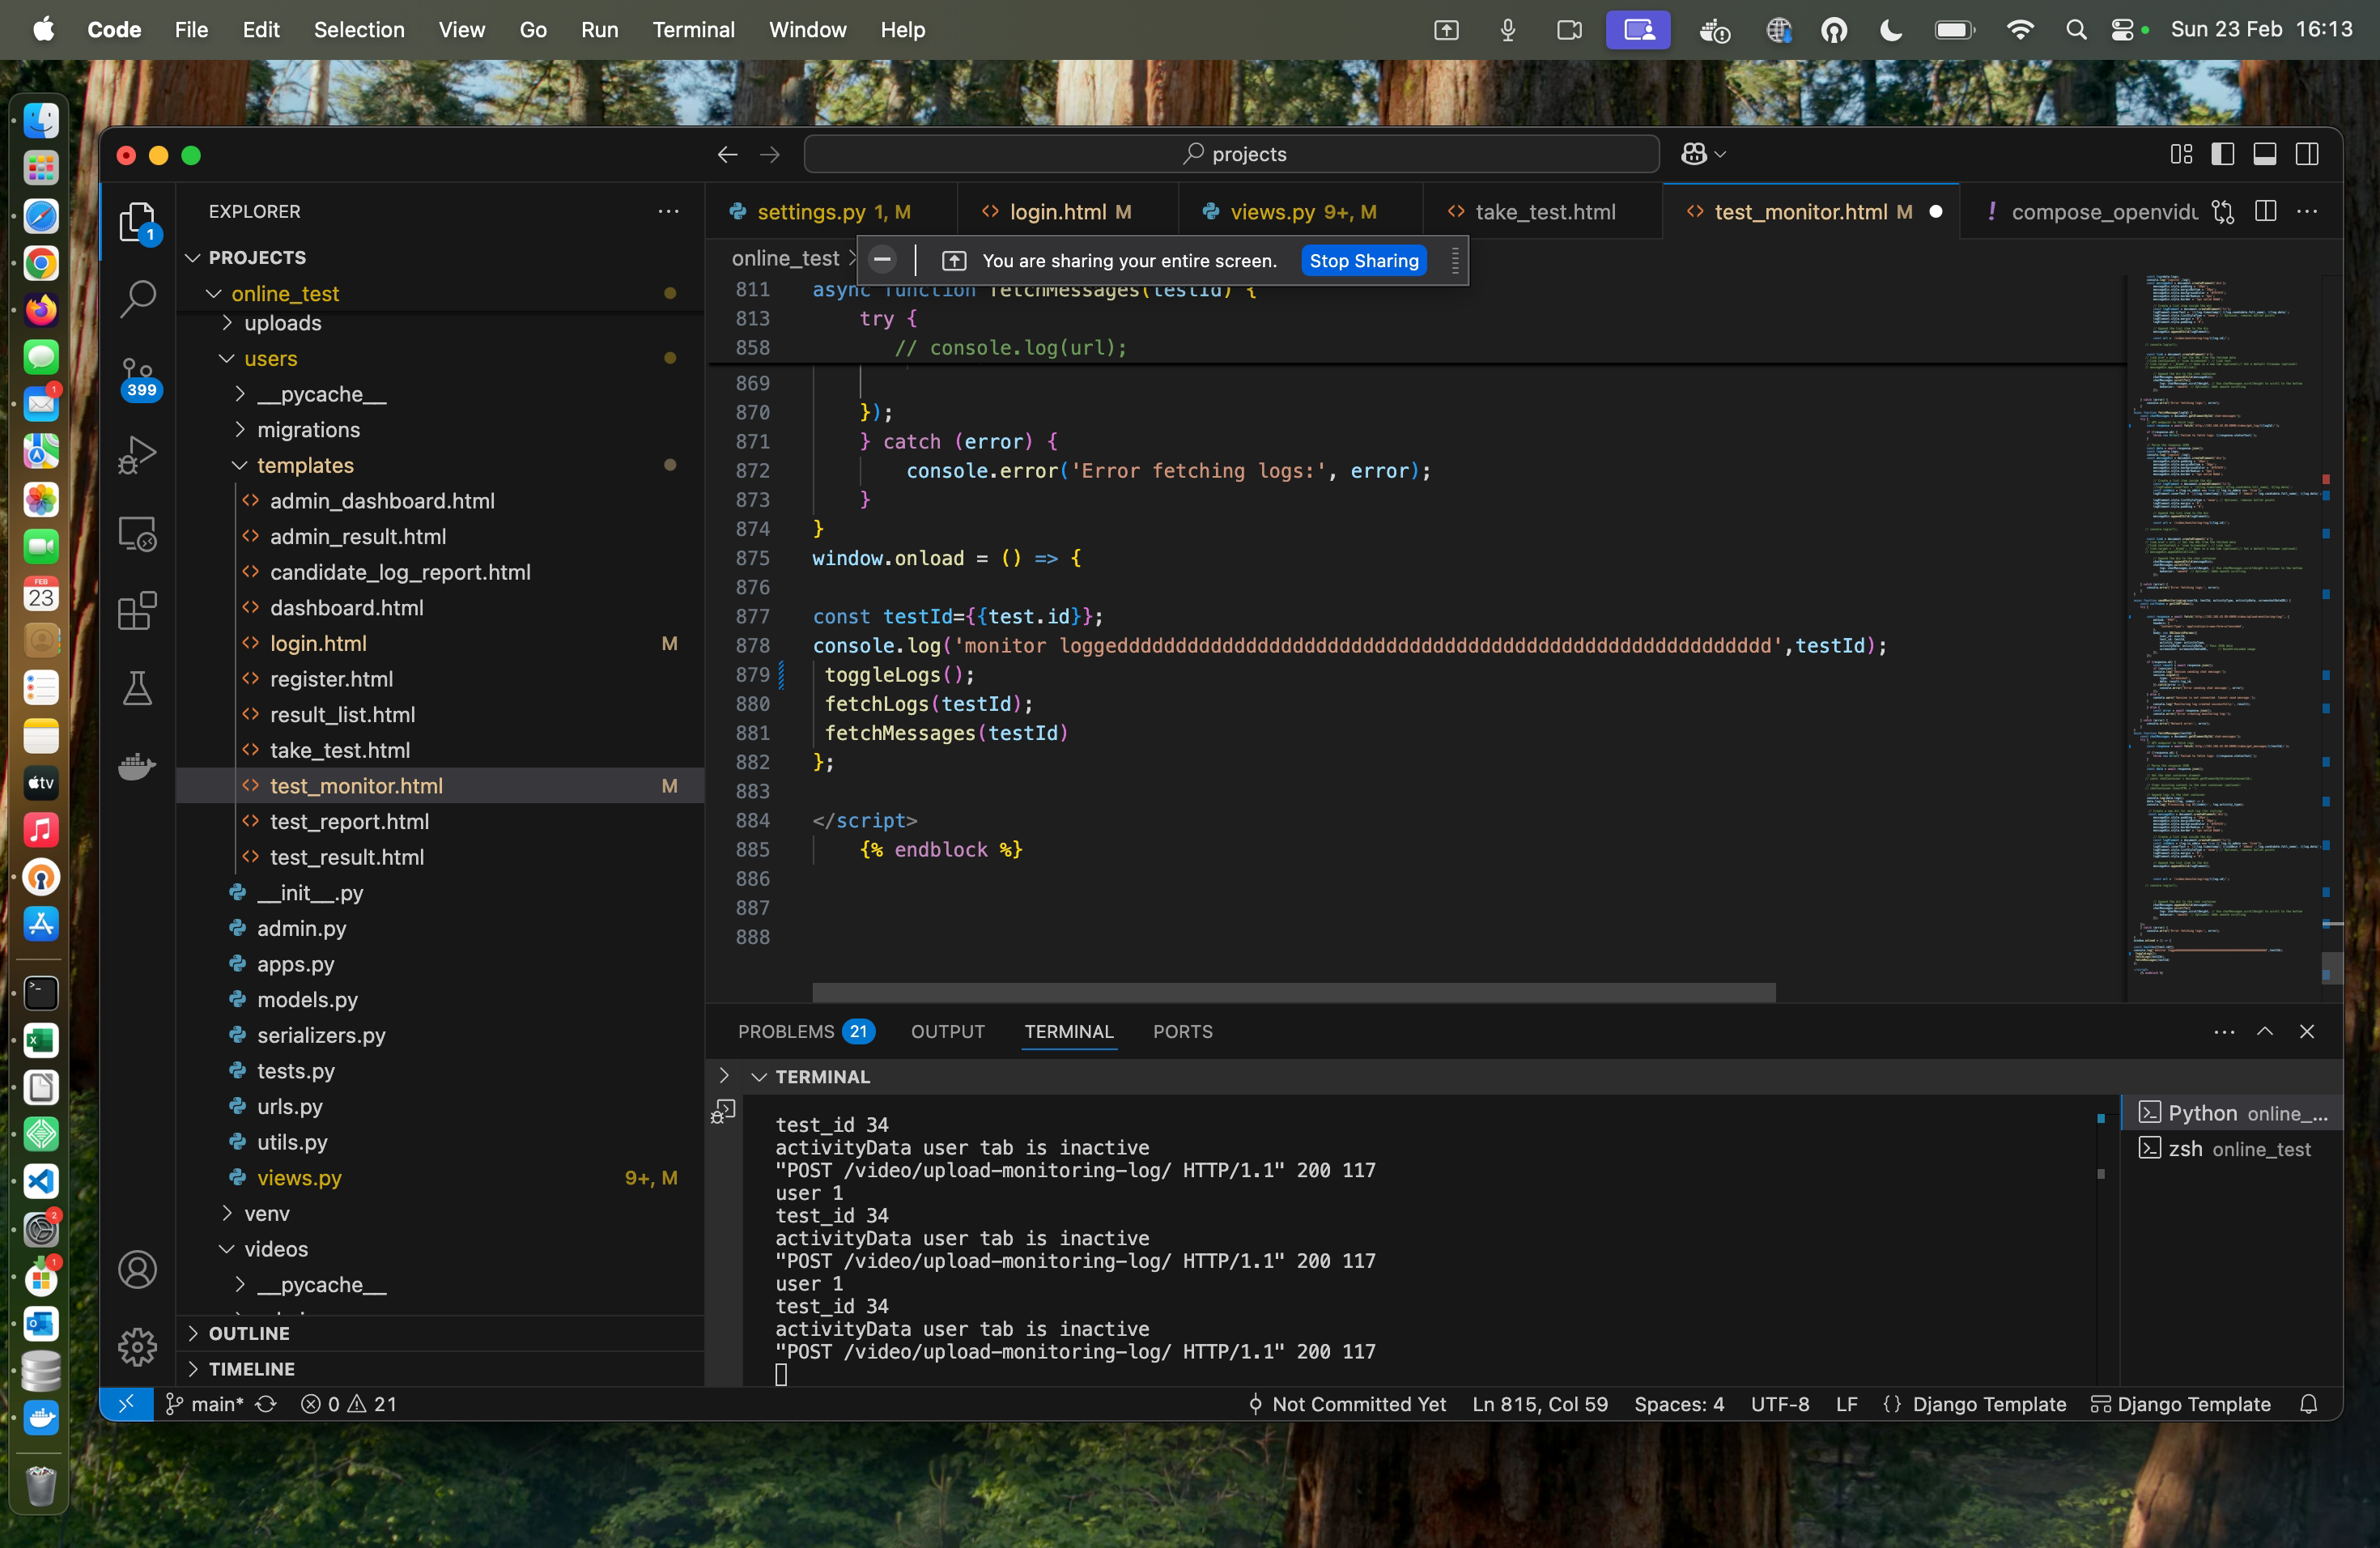 Code File Edit Selection View Go Run Terminal Window Help Sun 23 Feb 16:13
projects
EXPLORER
PROJECTS
online_test
uploads
users
__pycache__
migrations
templates
admin_dashboard.html
admin_result.html
candidate_log_report.html
dashboard.html
login.html M
register.html
result_list.html
take_test.html
test_monitor.html M
test_report.html
test_result.html
__init__.py
admin.py
apps.py
models.py
serializers.py
tests.py
urls.py
utils.py
views.py 9+, M
venv
videos
__pycache__
OUTLINE
TIMELINE
1
399
FEB
23
tv
1
2
1
settings.py 1, M login.html M views.py 9+, M take_test.html test_monitor.html M ! compose_openvidu
online_test >
You are sharing your entire screen. Stop Sharing
811 async function fetchMessages(testId) {
813 try {
858 // console.log(url);
869
870 });
871 } catch (error) {
872 console.error('Error fetching logs:', error);
873 }
874 }
875 window.onload = () => {
876
877 const testId={{test.id}};
878 console.log('monitor loggeddddddddddddddddddddddddddddddddddddddddddddddddddddddddd',testId);
879 toggleLogs();
880 fetchLogs(testId);
881 fetchMessages(testId)
882 };
883
884 </script>
885 {% endblock %}
886
887
888
PROBLEMS 21 OUTPUT TERMINAL PORTS
TERMINAL
test_id 34
activityData user tab is inactive
"POST /video/upload-monitoring-log/ HTTP/1.1" 200 117
user 1
test_id 34
activityData user tab is inactive
"POST /video/upload-monitoring-log/ HTTP/1.1" 200 117
user 1
test_id 34
activityData user tab is inactive
"POST /video/upload-monitoring-log/ HTTP/1.1" 200 117
Python online_...
zsh online_test
main* 0 21 Not Committed Yet Ln 815, Col 59 Spaces: 4 UTF-8 LF {} Django Template Django Template